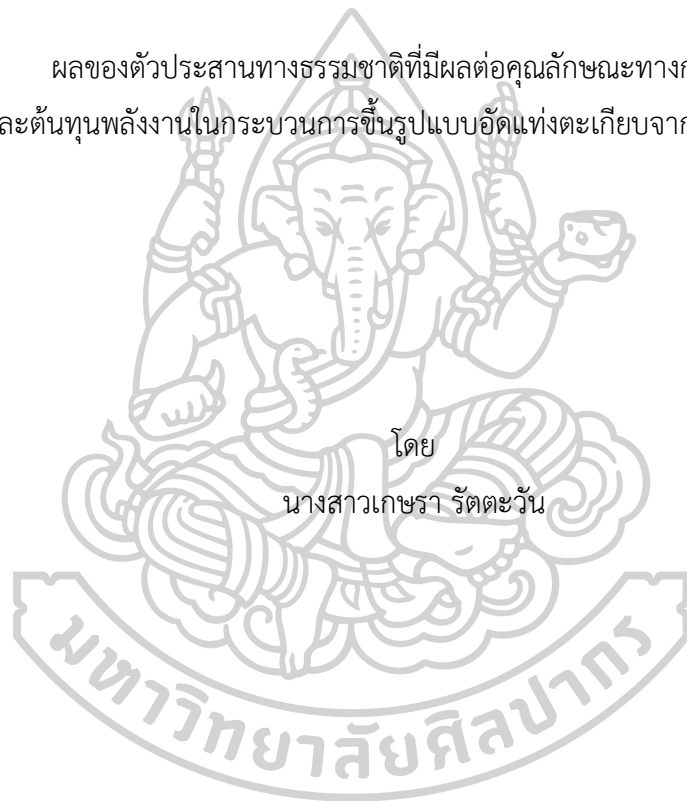 ผลของตัวประสานทางธรรมชาติที่มีผลต่อคุณลักษณะทางก
ละต้นทุนพลังงานในกระบวนการขึ้นรูปแบบอัดแท่งตะเกียบจาก
โดย
นางสาวเกษรา รัตตะวัน
มหาวิทยาลัยศิลปากร